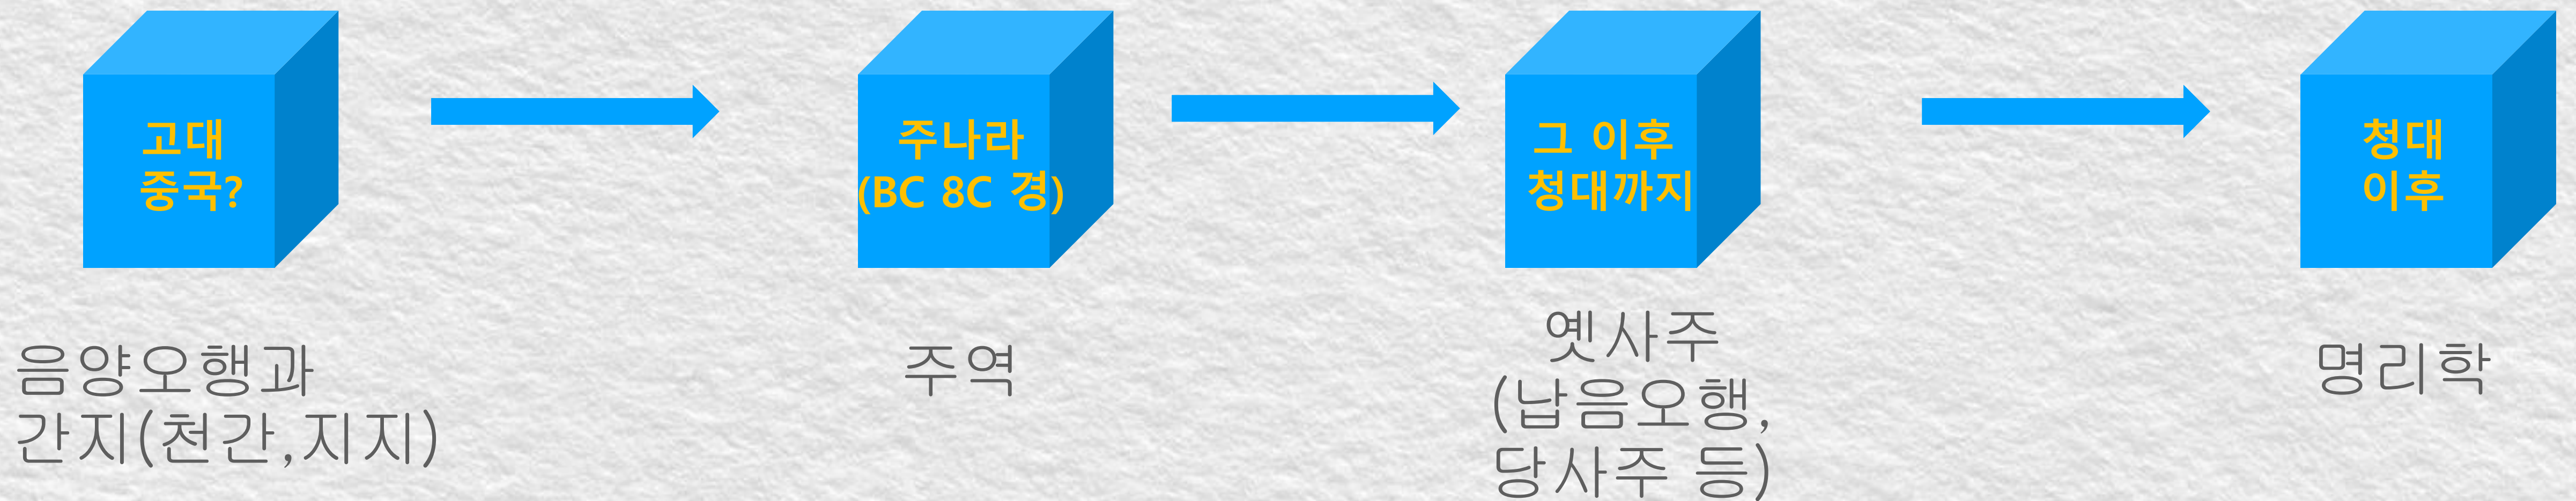 고대
중국?
주나라
(BC 8C 경)
그 이후
청대까지
청대
이후
음양오행과
간지(천간,지지)
주역
옛사주
(납음오행,
당사주 등)
명리학